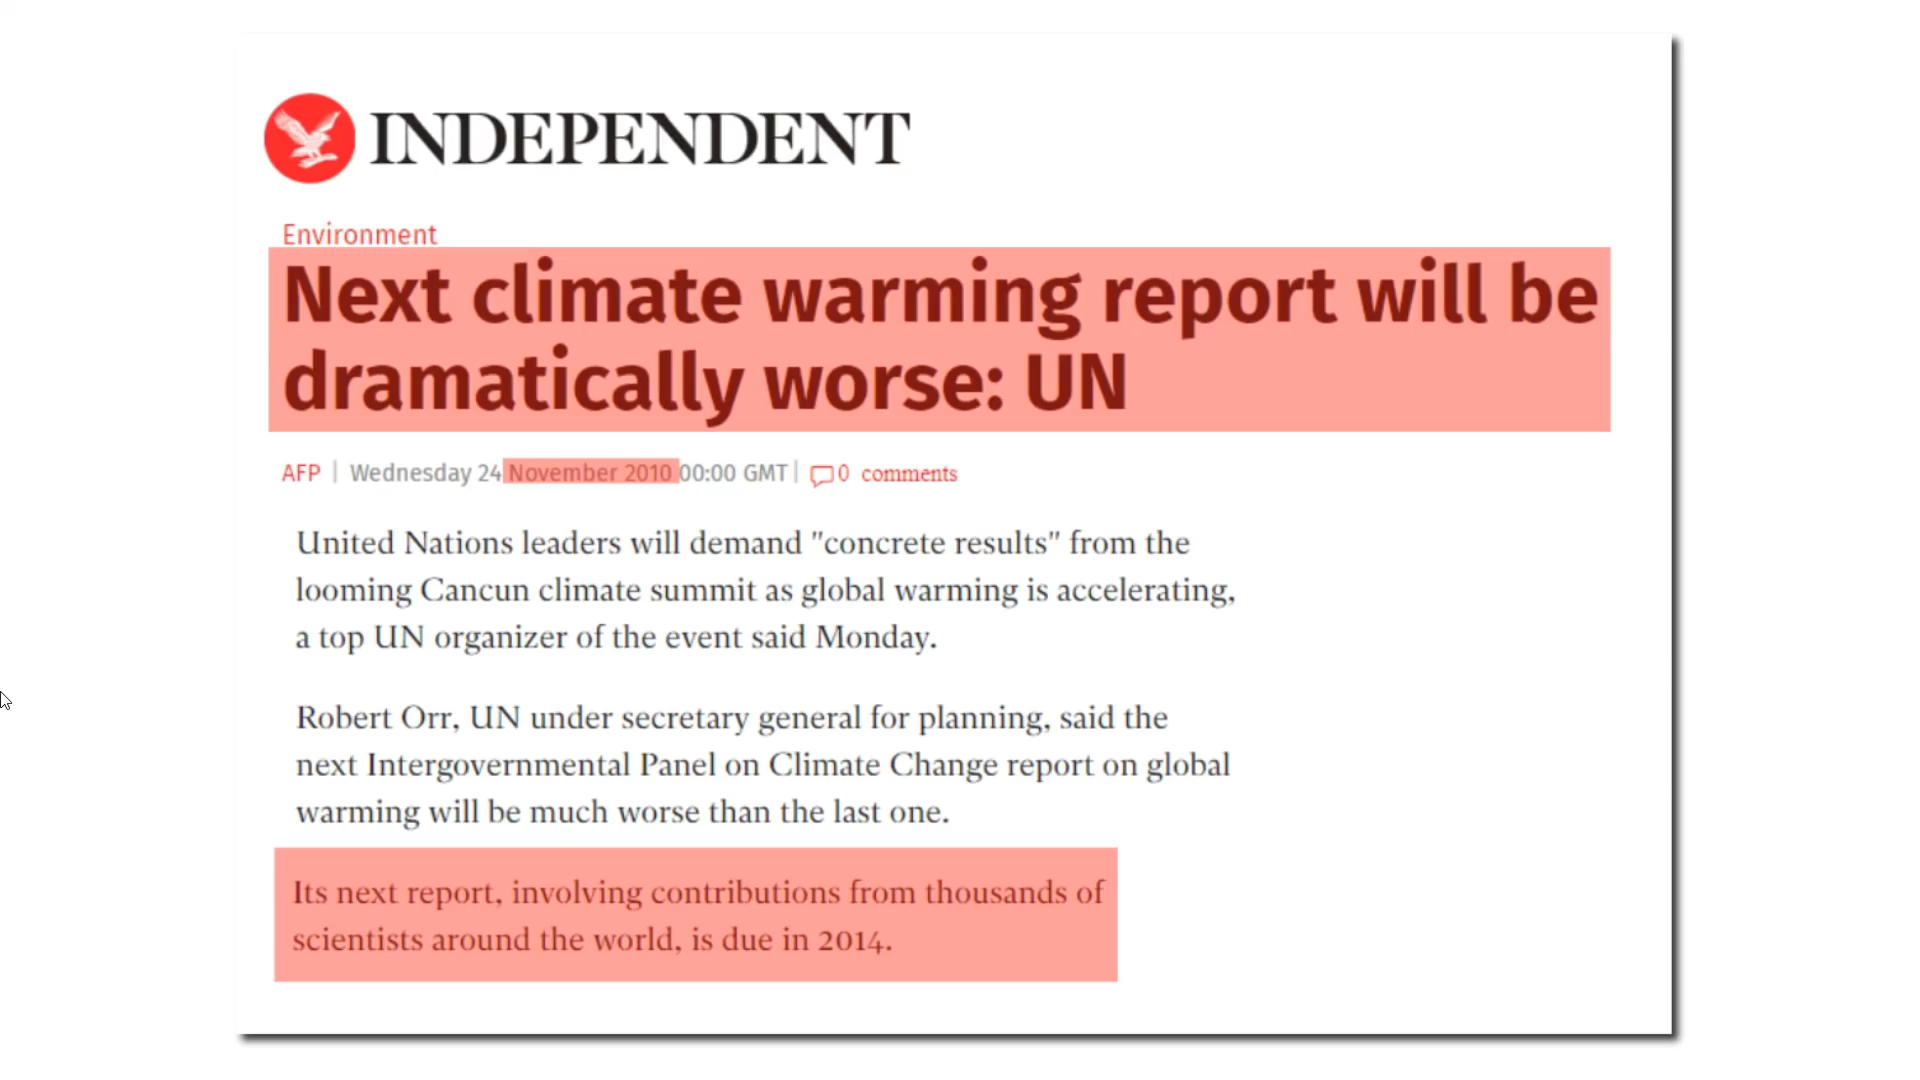 INDEPENDENT
Environment
Next climate warming report will be
dramatically worse: UN
AFP | Wednesday 24 November 2010 00:00 GMT | 0 comments
United Nations leaders will demand "concrete results" from the
looming Cancun climate summit as global warming is accelerating,
a top UN organizer of the event said Monday.
Robert Orr, UN under secretary general for planning, said the
next Intergovernmental Panel on Climate Change report on global
warming will be much worse than the last one.
Its next report, involving contributions from thousands of
scientists around the world, is due in 2014.